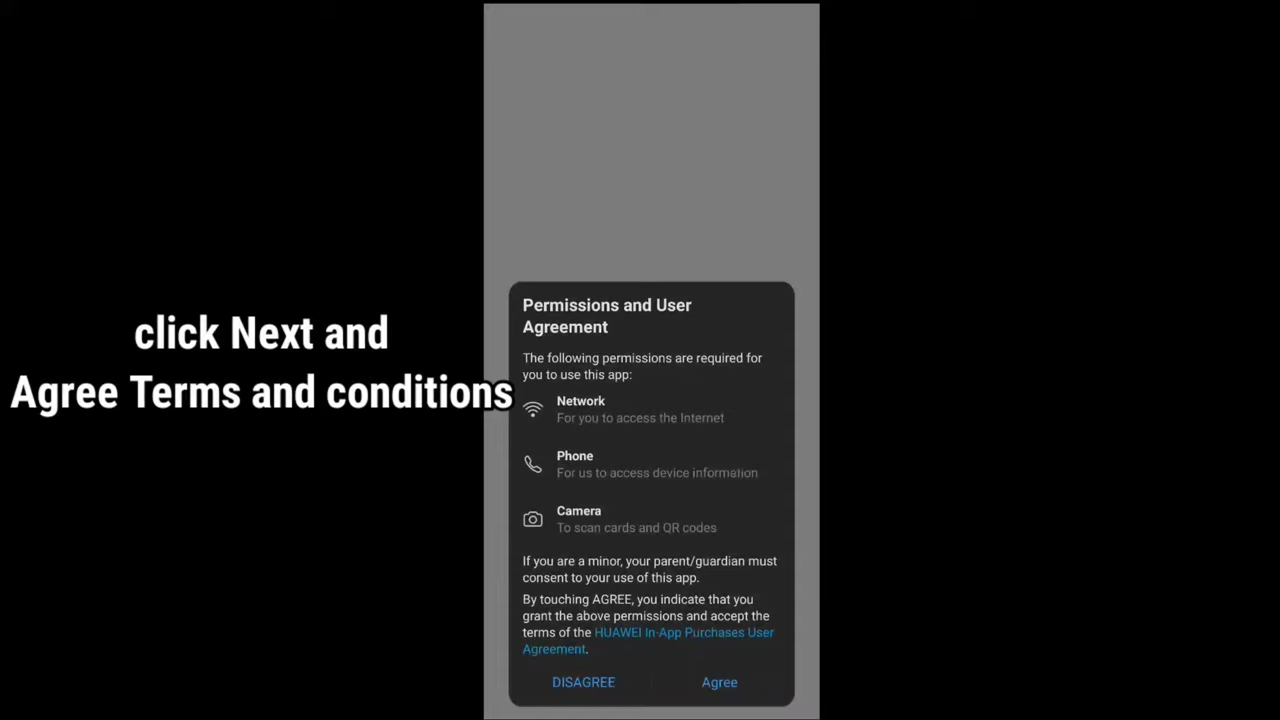 click Next and
Agree Terms and conditions
Permissions and User
Agreement
The following permissions are required for
you to use this app:
Network
For you to access the Internet
Phone
For us to access device information
Camera
To scan cards and QR codes
If you are a minor, your parent/guardian must
consent to your use of this app.
By touching AGREE, you indicate that you
grant the above permissions and accept the
terms of the HUAWEI In-App Purchases User
Agreement.
DISAGREE
Agree